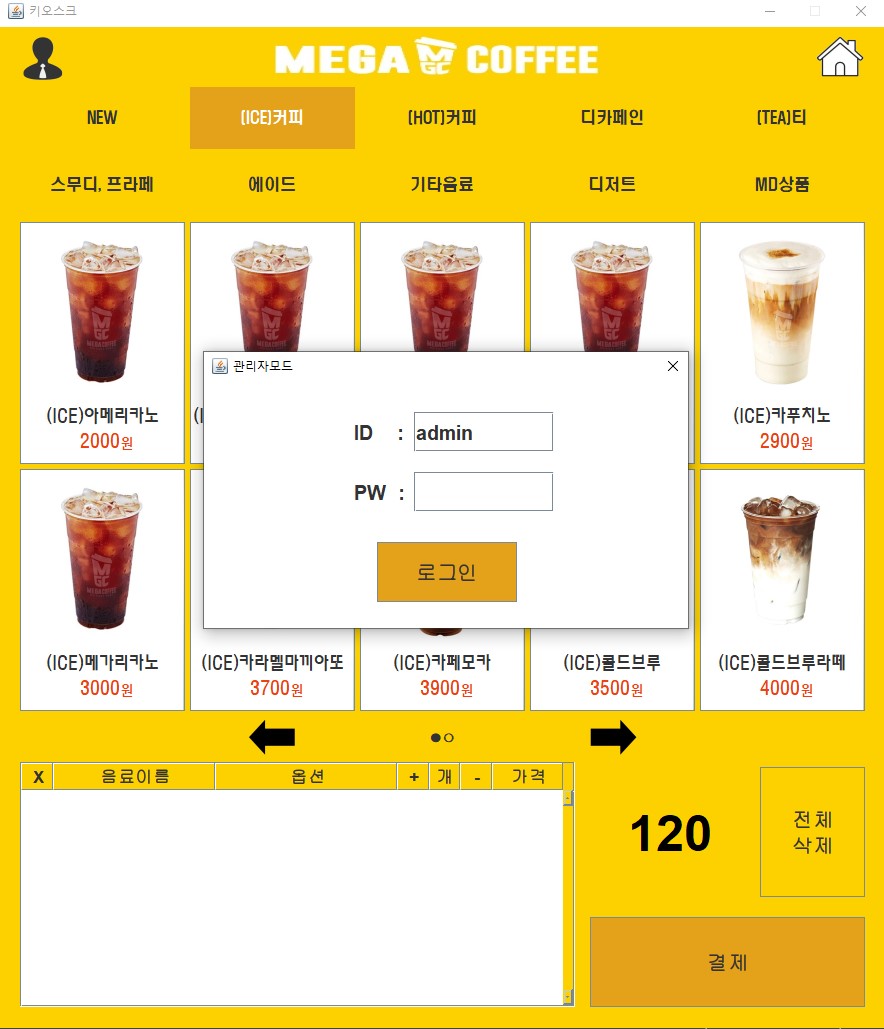 키오스크
MEGA MGC COFFEE
NEW
(ICE)커피
(HOT)커피
디카페인
(TEA)티
스무디, 프라페
에이드
기타음료
디저트
MD상품
(ICE)아메리카노
2000원
(ICE)카푸치노
2900원
관리자모드
ID : admin
PW :
로그인
(ICE)메가리카노
3000원
(ICE)카라멜마끼아또
3700원
(ICE)카페모카
3900원
(ICE)콜드브루
3500원
(ICE)콜드브루라떼
4000원
X 음료이름 옵션 + 개 - 가격
120
전체
삭제
결제